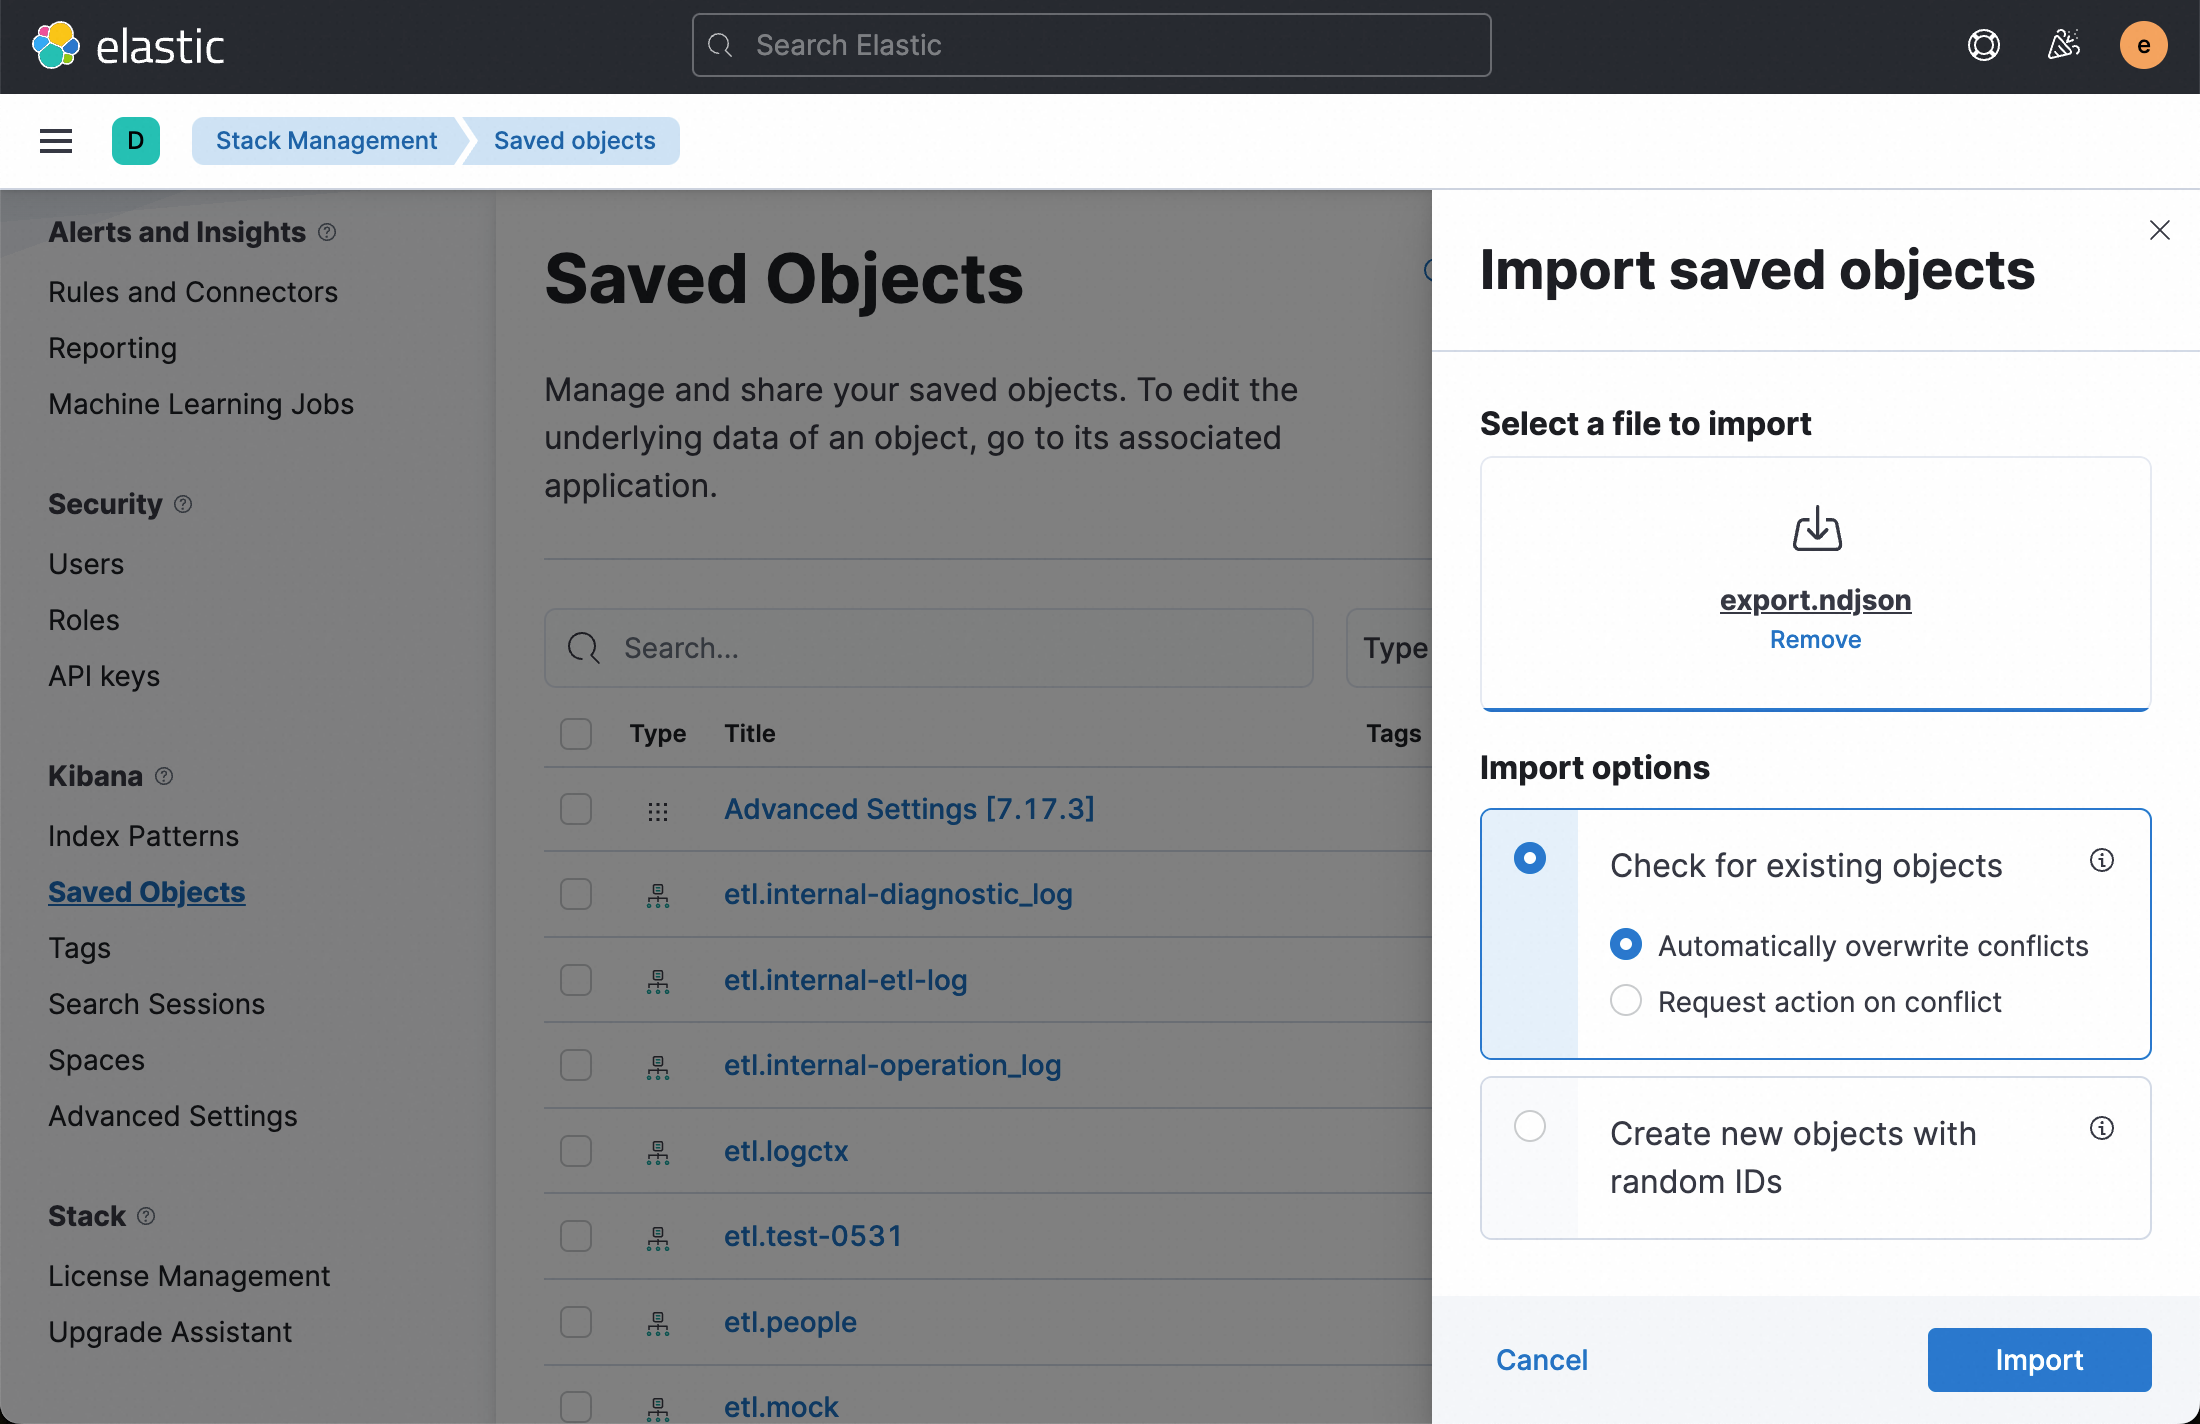 elastic
Search Elastic
e
D
Stack Management
Saved objects
Alerts and Insights
Rules and Connectors
Reporting
Machine Learning Jobs
Security
Users
Roles
API keys
Kibana
Index Patterns
Saved Objects
Tags
Search Sessions
Spaces
Advanced Settings
Stack
License Management
Upgrade Assistant
Saved Objects
Manage and share your saved objects. To edit the
underlying data of an object, go to its associated
application.
Search...
Type
Type Title Tags
Advanced Settings [7.17.3]
etl.internal-diagnostic_log
etl.internal-etl-log
etl.internal-operation_log
etl.logctx
etl.test-0531
etl.people
etl.mock
Import saved objects
Select a file to import
export.ndjson
Remove
Import options
Check for existing objects
Automatically overwrite conflicts
Request action on conflict
Create new objects with
random IDs
Cancel
Import